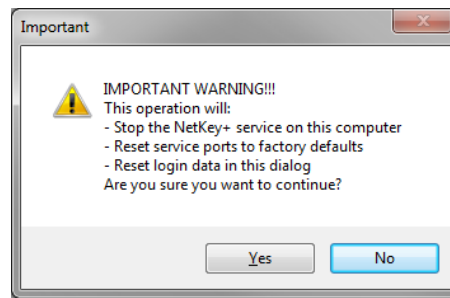 Important
IMPORTANT WARNING!!!
This operation will:
- Stop the NetKey+ service on this computer
- Reset service ports to factory defaults
- Reset login data in this dialog
Are you sure you want to continue?
Yes
No